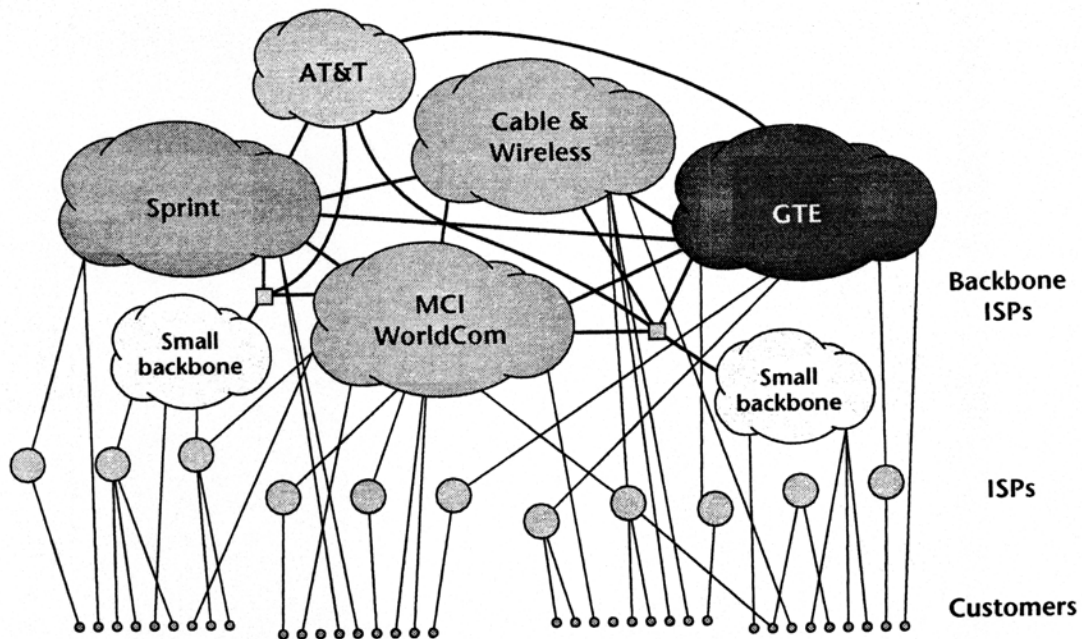 AT&T
Cable &
Wireless
Sprint
GTE
MCI
WorldCom
Backbone
ISPs
Small
backbone
Small
backbone
ISPs
Customers